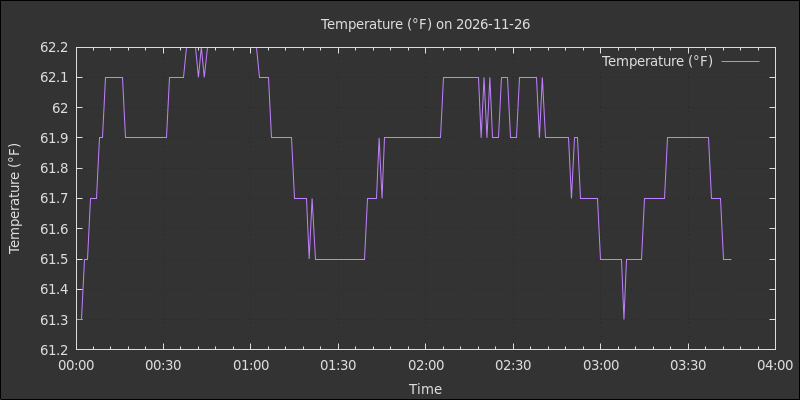 Temperature (°F) on 2026-11-26
Temperature (°F)
62.2
62.1
62
61.9
61.8
61.7
61.6
61.5
61.4
61.3
61.2
Temperature (°F)
00:00 00:30 01:00 01:30 02:00 02:30 03:00 03:30 04:00
Time